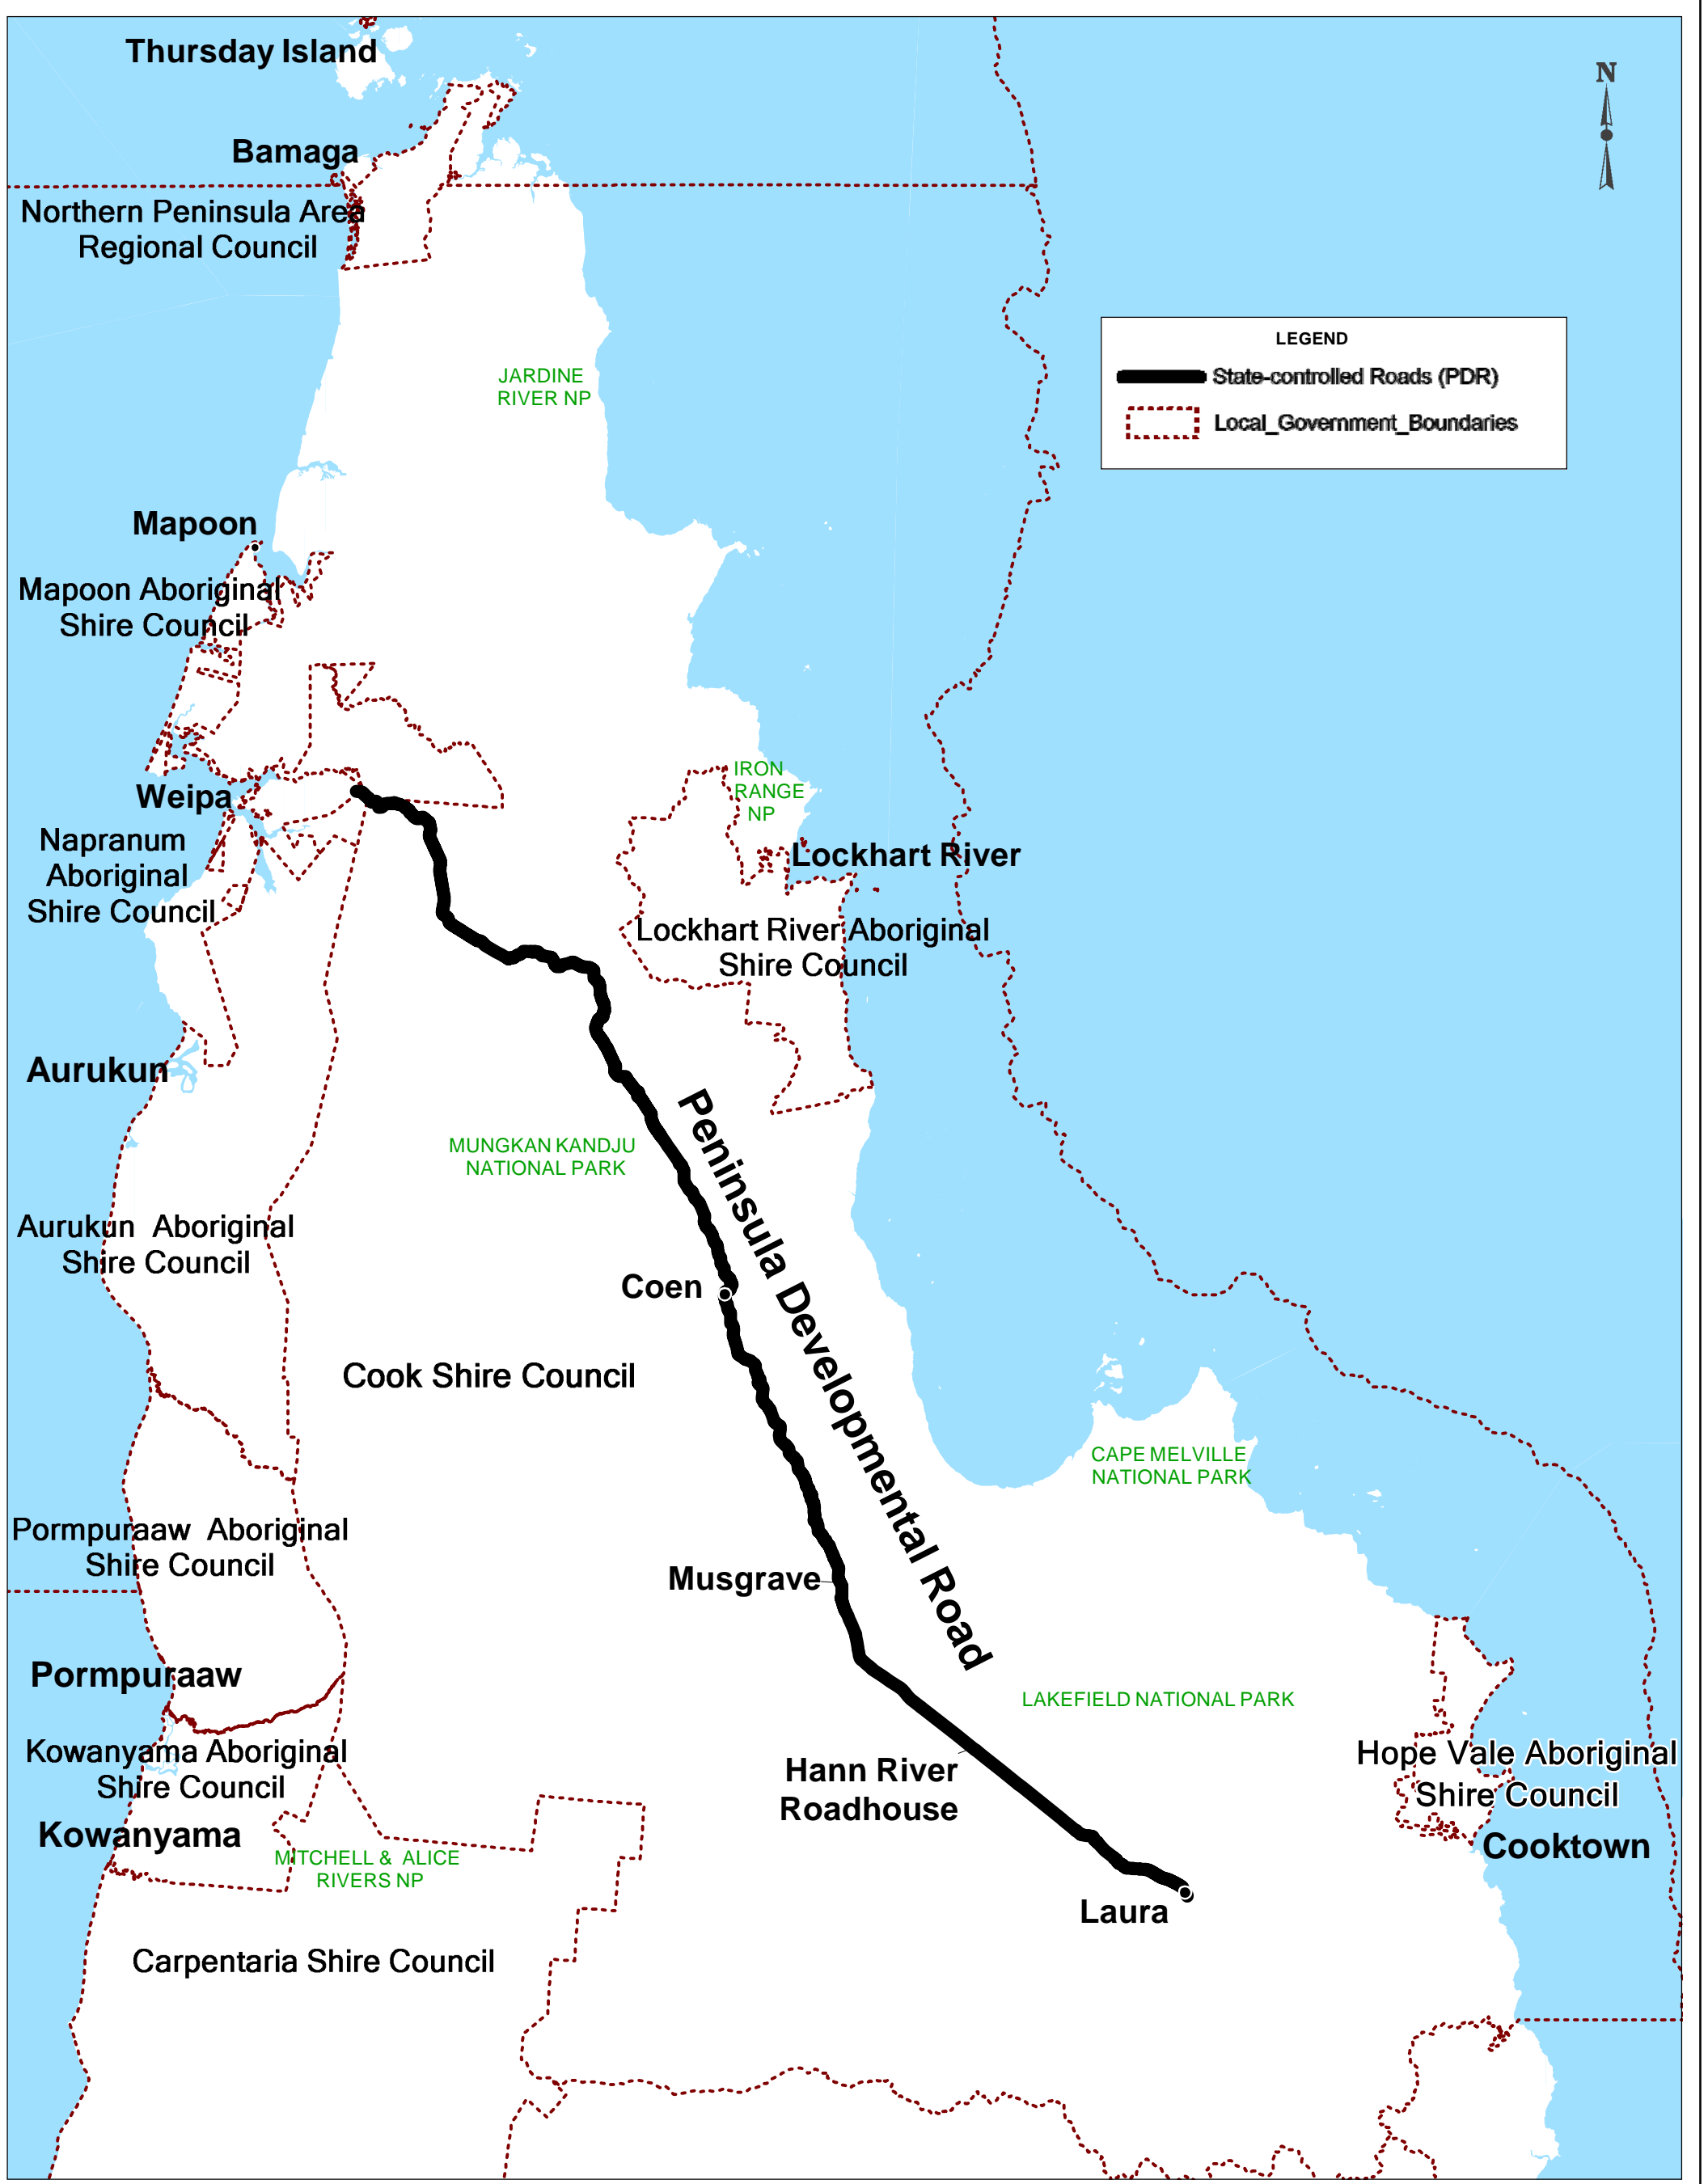 Thursday Island
N
Bamaga
Northern Peninsula Area
Regional Council
LEGEND
State-controlled Roads (PDR)
Local_Government_Boundaries
JARDINE
RIVER NP
Mapoon
Mapoon Aboriginal
Shire Council
IRON
RANGE
NP
Weipa
Napranum
Aboriginal
Shire Council
Lockhart River
Lockhart River Aboriginal
Shire Council
Aurukun
Peninsula Developmental Road
MUNGKAN KANDJU
NATIONAL PARK
Aurukun Aboriginal
Shire Council
Coen
Cook Shire Council
CAPE MELVILLE
NATIONAL PARK
Pormpuraaw Aboriginal
Shire Council
Musgrave
Pormpuraaw
LAKEFIELD NATIONAL PARK
Kowanyama Aboriginal
Shire Council
Hann River
Roadhouse
Hope Vale Aboriginal
Shire Council
Kowanyama
Cooktown
MITCHELL & ALICE
RIVERS NP
Laura
Carpentaria Shire Council